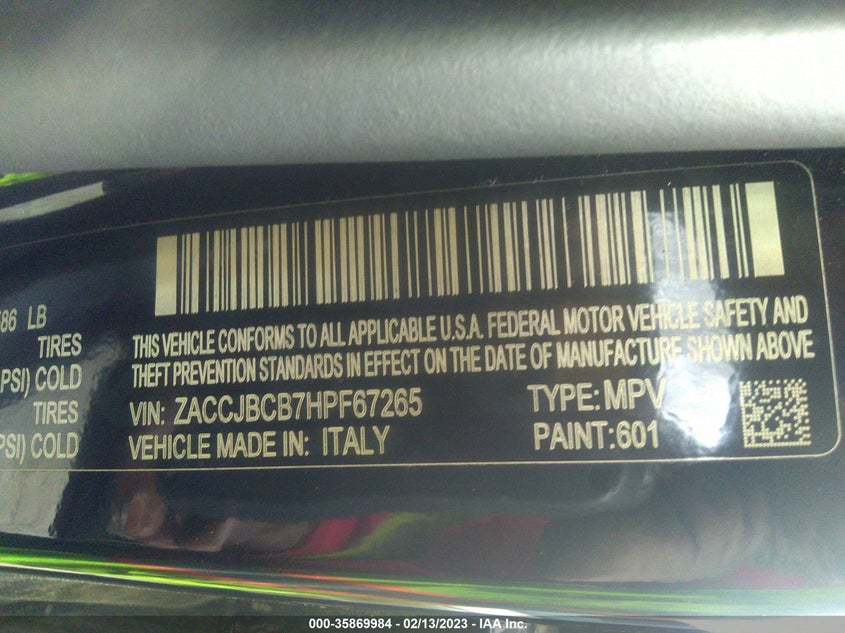 586 LB
TIRES
PSI) COLD
TIRES
PSI) COLD
THIS VEHICLE CONFORMS TO ALL APPLICABLE U.S.A. FEDERAL MOTOR VEHICLE SAFETY AND
THEFT PREVENTION STANDARDS IN EFFECT ON THE DATE OF MANUFACTURE SHOWN ABOVE
VIN: ZACCJBCB7HPF67265 TYPE: MPV
VEHICLE MADE IN: ITALY PAINT:601
000-35869984 - 02/13/2023 - IAA Inc.